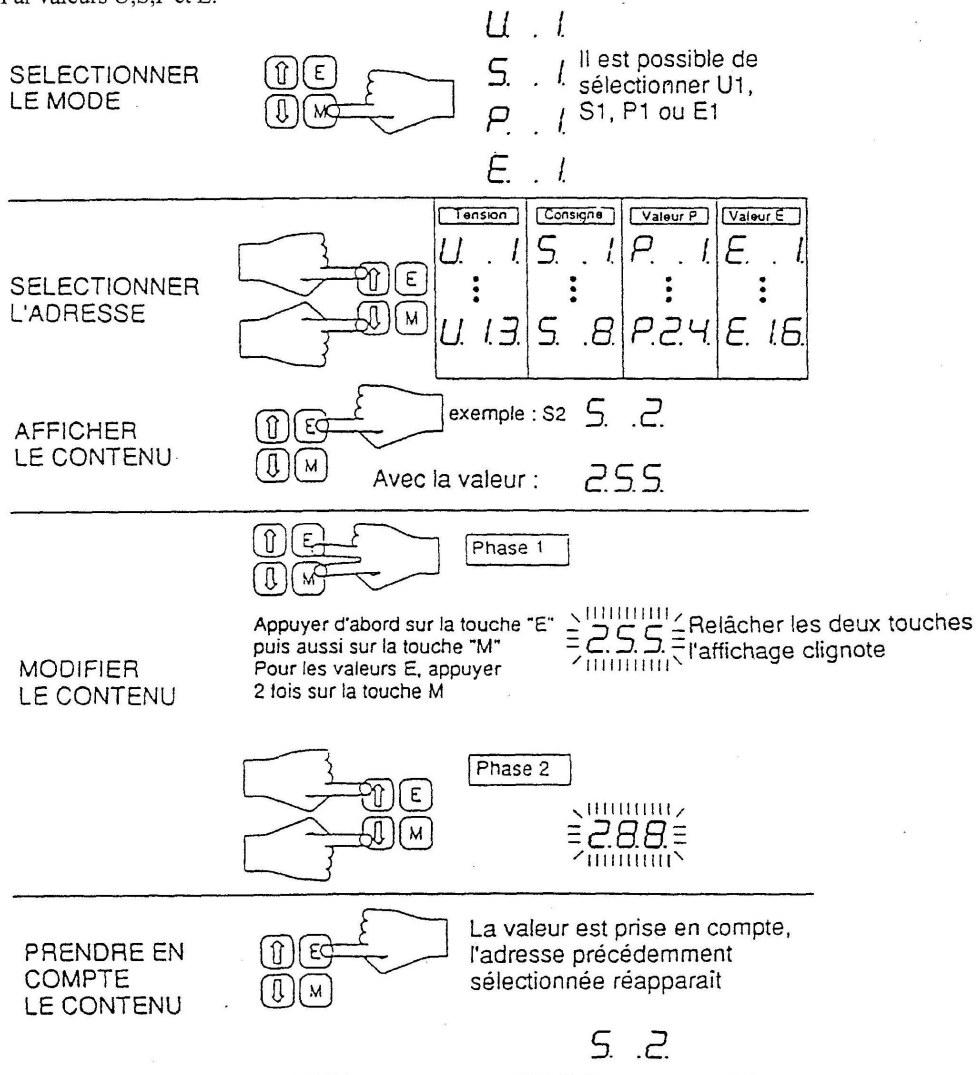 valeurs U,S,P et E.
U. . 1.
S. . 1.
P. . 1.
E. . 1.
SELECTIONNER
LE MODE
⇧ E
⇩ M
Il est possible de
sélectionner U1,
S1, P1 ou E1
Tension Consigne Valeur P Valeur E
U. . 1. S. . 1. P. . 1. E. . 1.
U. 1.3. S. .8. P.2.4. E. 1.6.
SELECTIONNER
L'ADRESSE
⇧ E
⇩ M
AFFICHER
LE CONTENU
⇧ E
⇩ M
exemple : S2 S. .2.
Avec la valeur : 2.5.5.
MODIFIER
LE CONTENU
⇧ E
⇩ M
Phase 1
Appuyer d'abord sur la touche "E"
puis aussi sur la touche "M"
Pour les valeurs E, appuyer
2 fois sur la touche M
2.5.5.
Relâcher les deux touches
l'affichage clignote
⇧ E
⇩ M
Phase 2
2.8.8.
PRENDRE EN
COMPTE
LE CONTENU
⇧ E
⇩ M
La valeur est prise en compte,
l'adresse précédemment
sélectionnée réapparaît
S. .2.